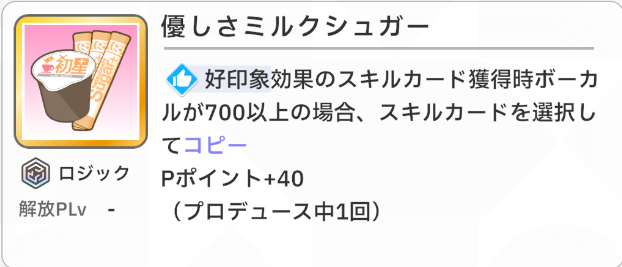 優しさミルクシュガー
初星
Sugar
好印象効果のスキルカード獲得時ボーカ
ルが700以上の場合、スキルカードを選択し
てコピー
Pポイント+40
（プロデュース中1回）
ロジック
解放PLv -